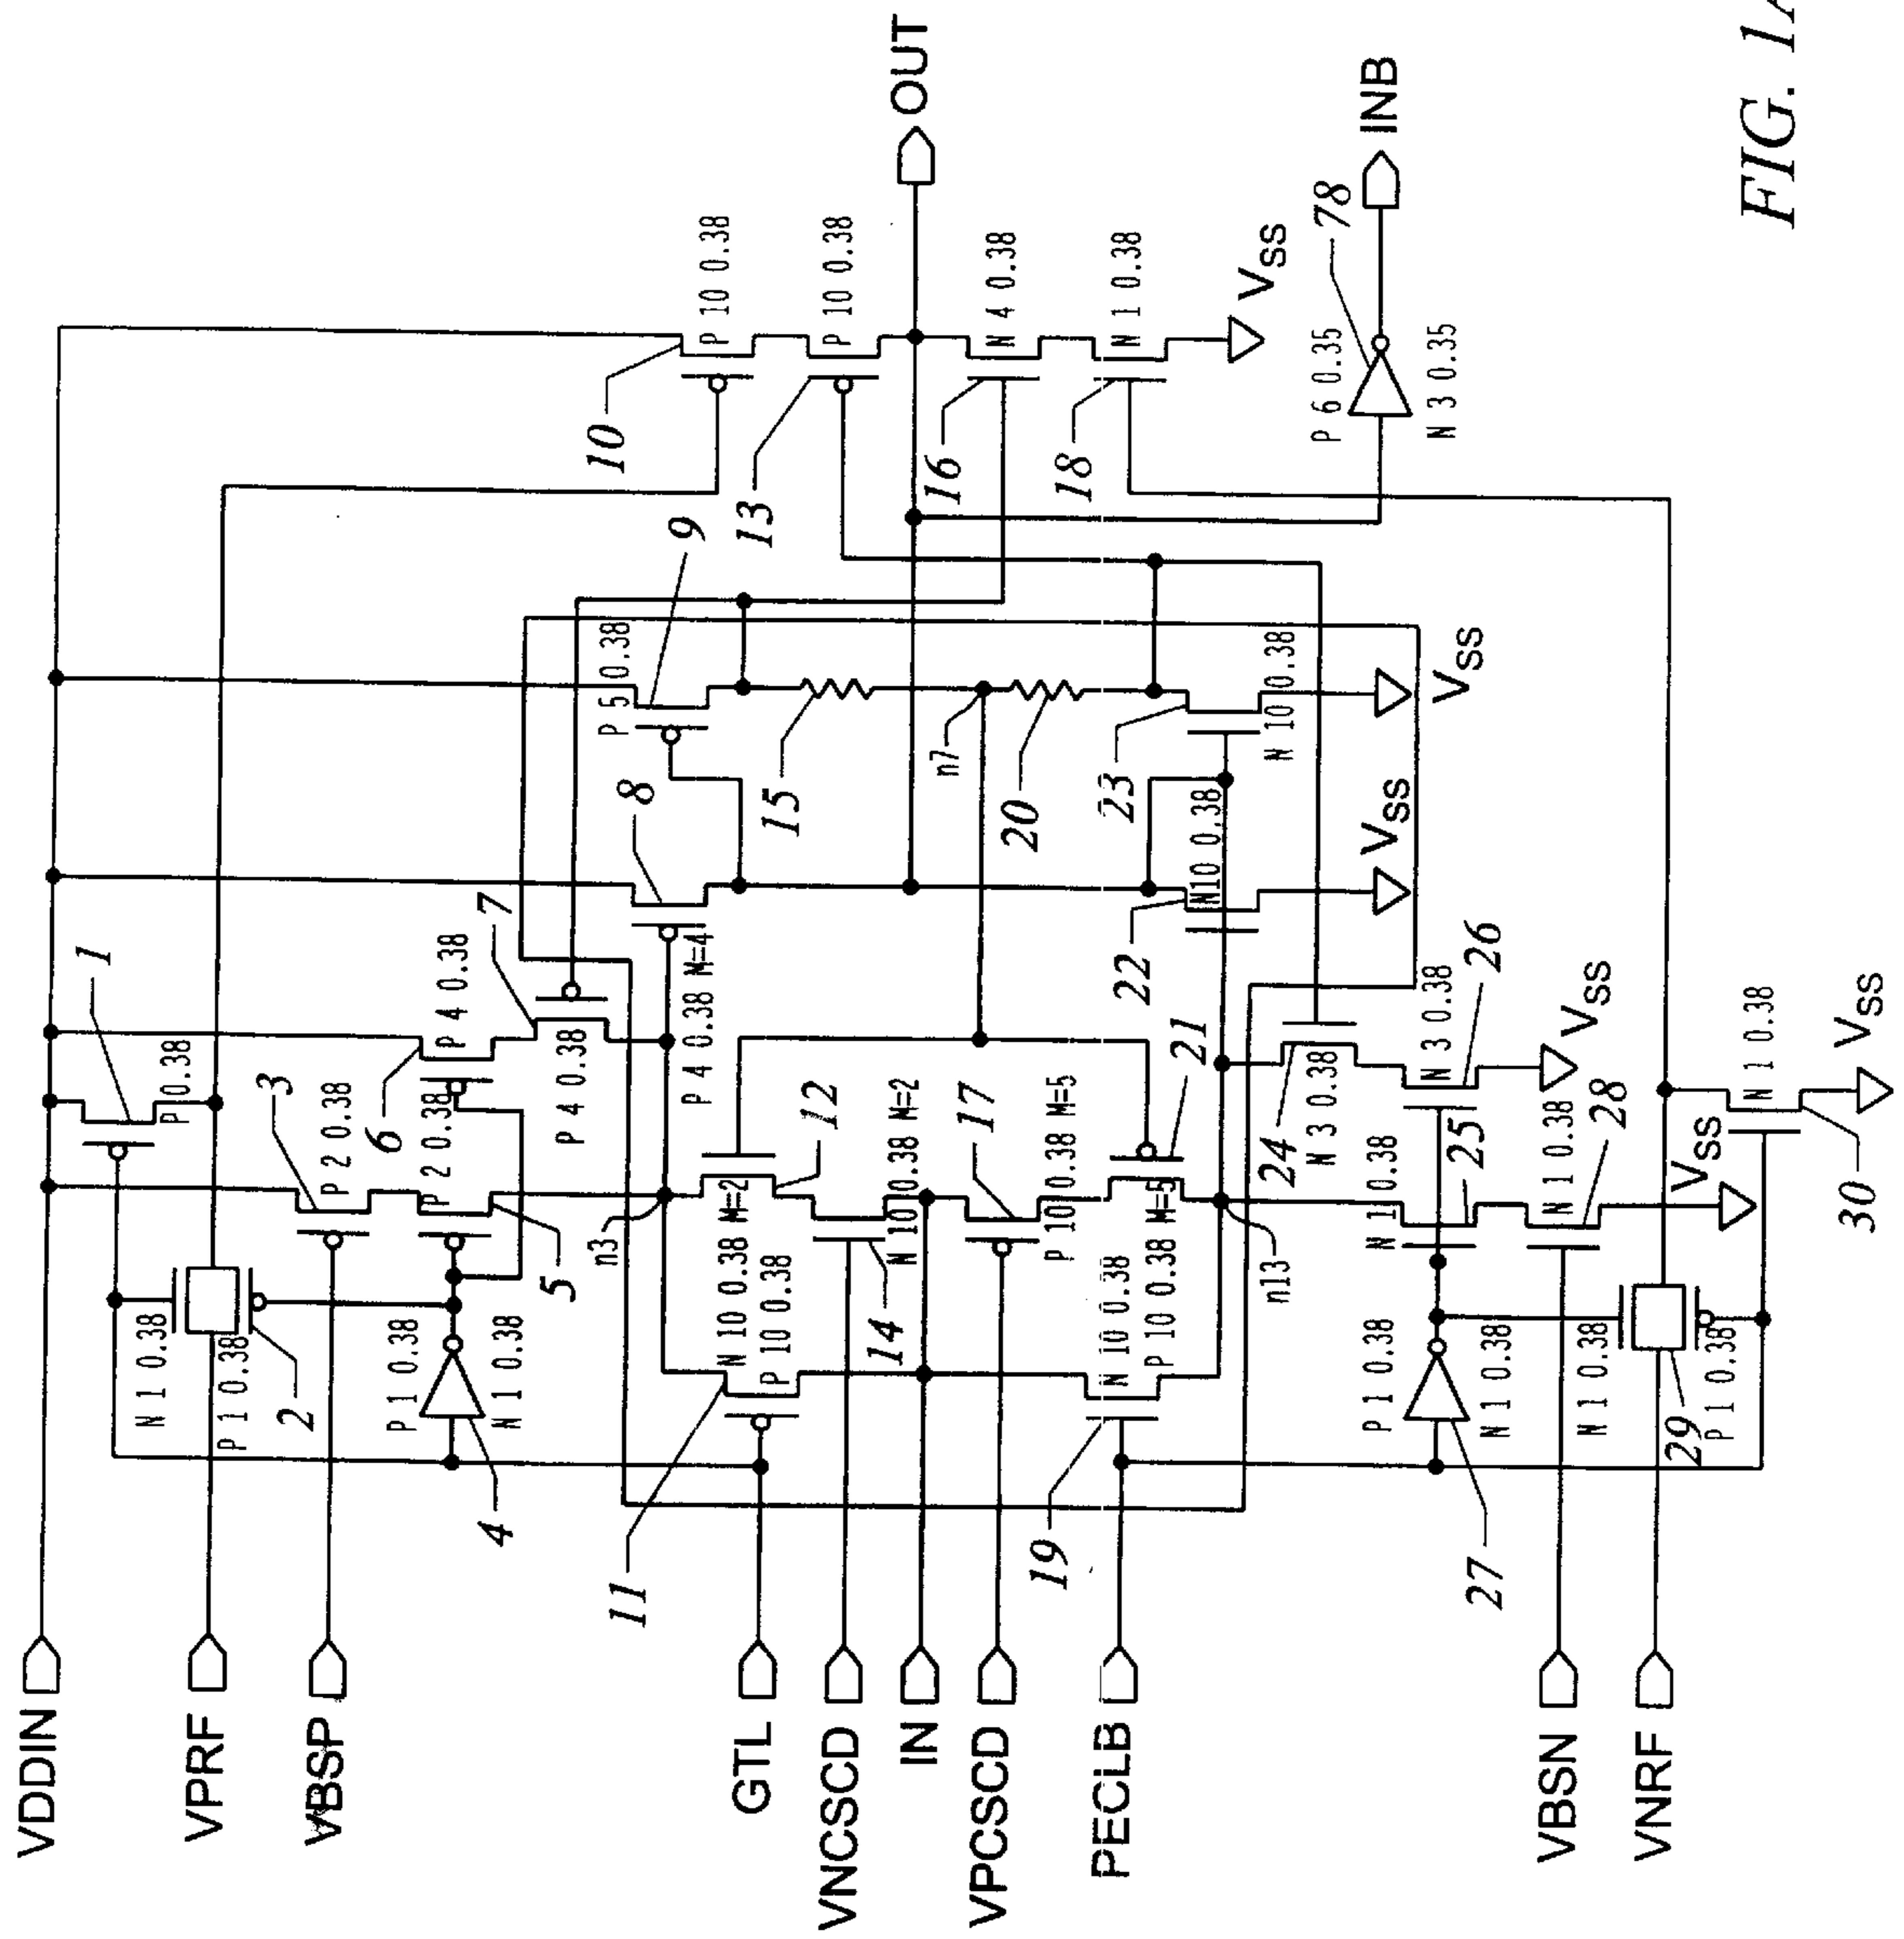 VDDIN
VPRF
VBSP
GTL
VNCSCD
IN
VPCSCD
PECLB
VBSN
VNRF
OUT
INB
FIG. 1A
1
P 0.38
N 1 0.38
P 1 0.38
2
3
P 2 0.38
P 1 0.38
N 1 0.38
4
P 2 0.38
5
6
P 4 0.38
7
P 4 0.38
8
P 4 0.38 M=4
9
P 5 0.38
10
P 10 0.38
P 10 0.38
13
n3
11
N 10 0.38 M=2
P 10 0.38
12
14
N 10 0.38 M=2
15
n7
20
16
N 4 0.38
18
N 1 0.38
VSS
17
P 10 0.38 M=5
19
N 10 0.38
P 10 0.38 M=5
21
n13
22
N10 0.38
VSS
23
N 10 0.38
VSS
24
N 3 0.38
N 3 0.38
26
VSS
N 1 0.38
25
P 1 0.38
N 1 0.38
27
N 1 0.38
28
VSS
N 1 0.38
P 1 0.38
29
N 1 0.38
30
VSS
P 6 0.35
78
N 3 0.35